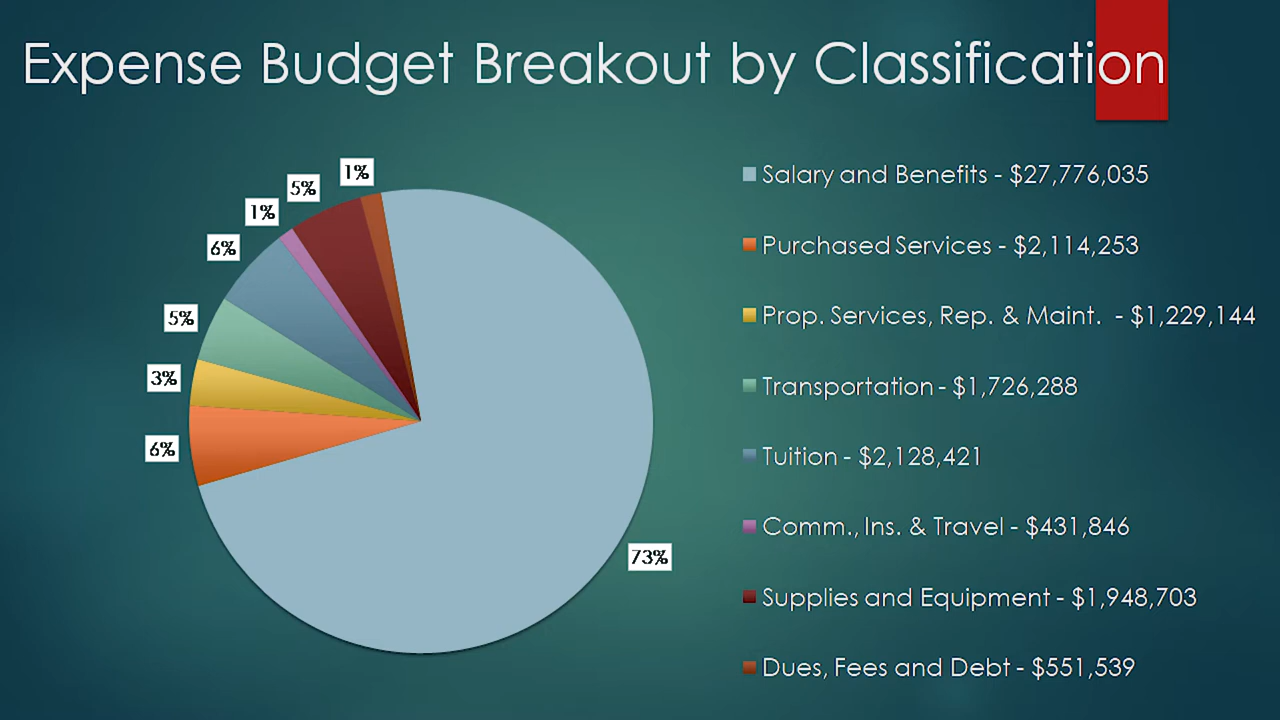 Expense Budget Breakout by Classification
1%
5%
1%
6%
5%
3%
6%
73%
Salary and Benefits - $27,776,035
Purchased Services - $2,114,253
Prop. Services, Rep. & Maint. - $1,229,144
Transportation - $1,726,288
Tuition - $2,128,421
Comm., Ins. & Travel - $431,846
Supplies and Equipment - $1,948,703
Dues, Fees and Debt - $551,539